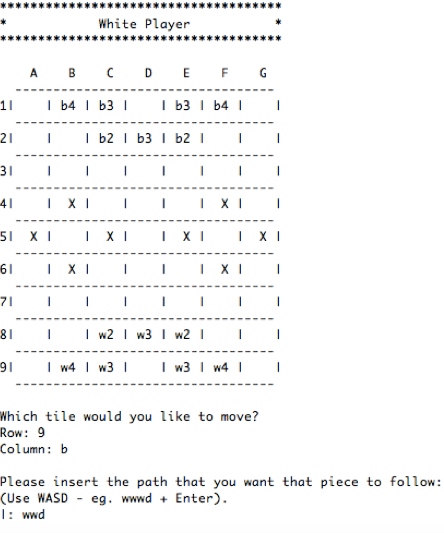 ***********************************
* White Player *
***********************************
A B C D E F G
----------------------------------
1| | b4 | b3 | | b3 | b4 | |
----------------------------------
2| | | b2 | b3 | b2 | | |
----------------------------------
3| | | | | | | |
----------------------------------
4| | X | | | | X | |
----------------------------------
5| X | | X | | X | | X |
----------------------------------
6| | X | | | | X | |
----------------------------------
7| | | | | | | |
----------------------------------
8| | | w2 | w3 | w2 | | |
----------------------------------
9| | w4 | w3 | | w3 | w4 | |
----------------------------------
Which tile would you like to move?
Row: 9
Column: b
Please insert the path that you want that piece to follow:
(Use WASD - eg. wwwd + Enter).
|: wwd